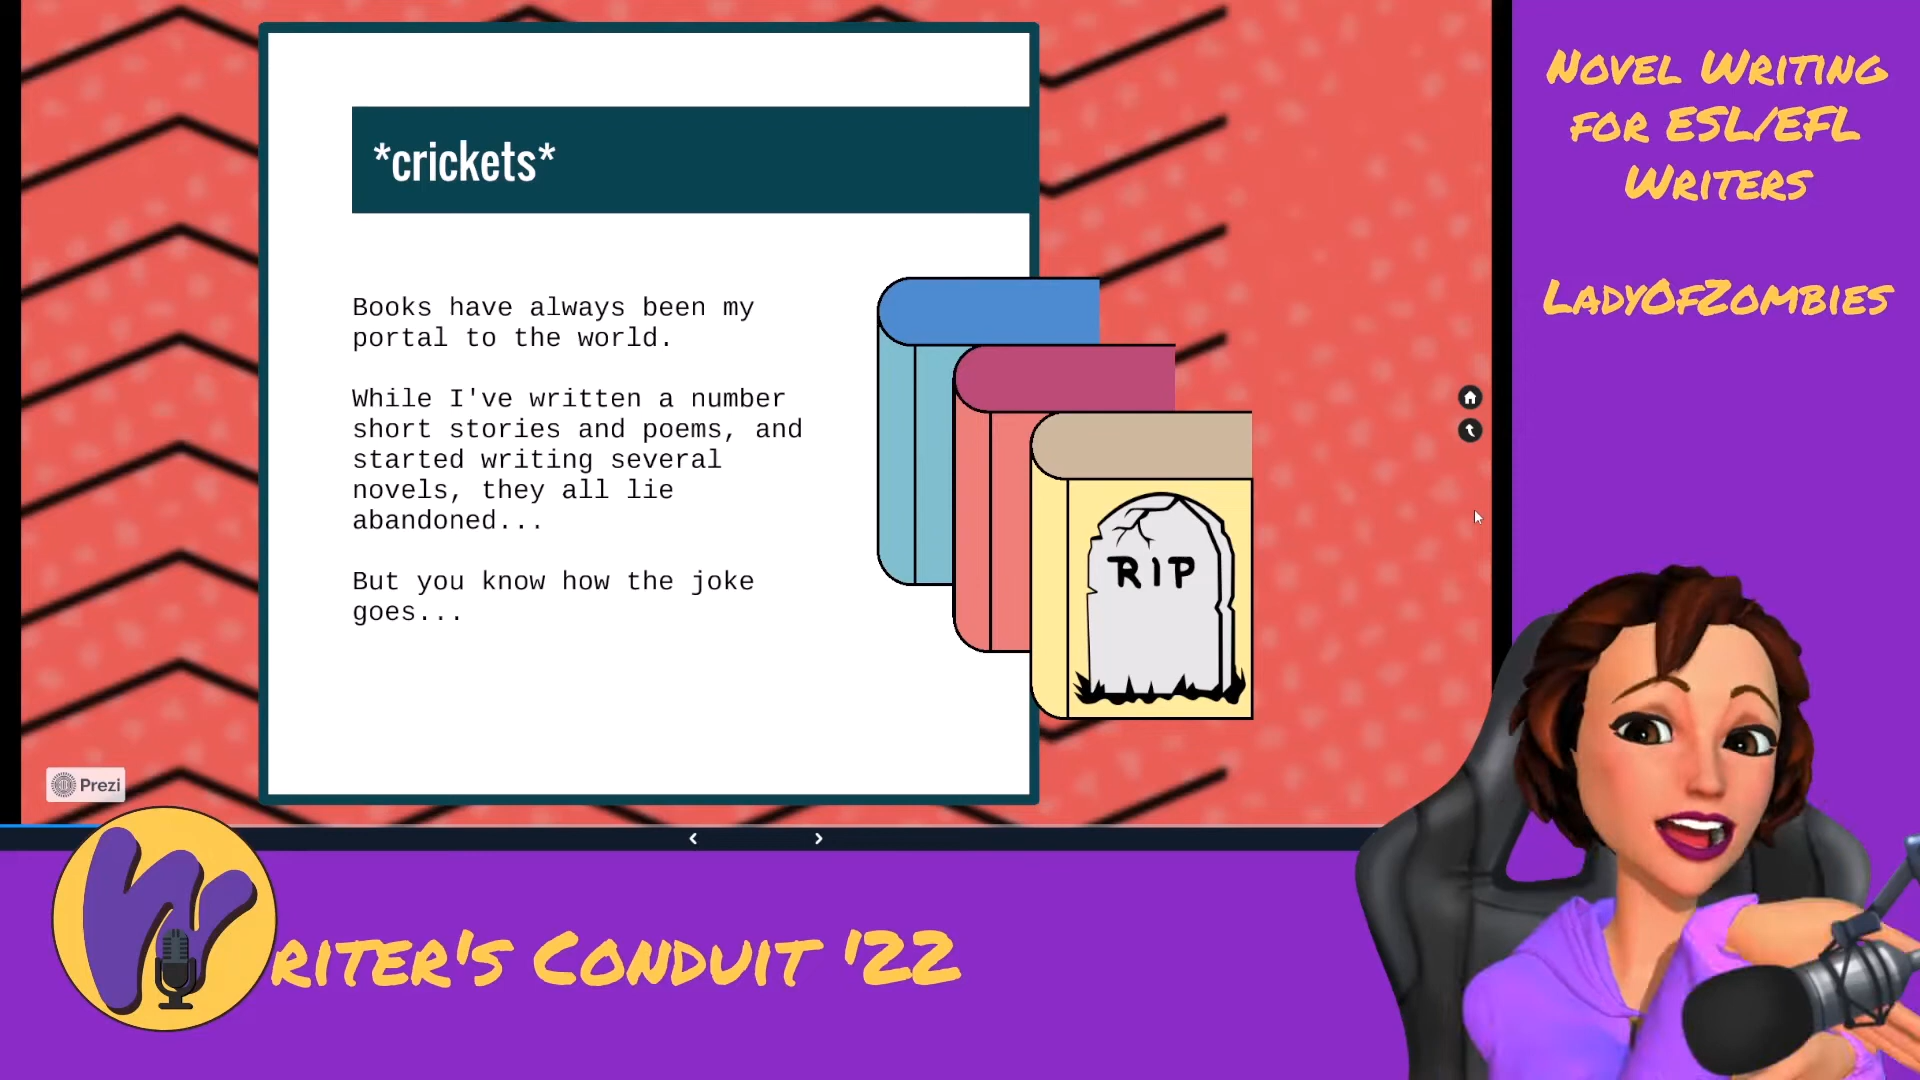 *crickets*
Books have always been my
portal to the world.
While I've written a number
short stories and poems, and
started writing several
novels, they all lie
abandoned...
But you know how the joke
goes...
RIP
Prezi
Novel Writing
for ESL/EFL
Writers
LadyOfZombies
Writer's Conduit '22